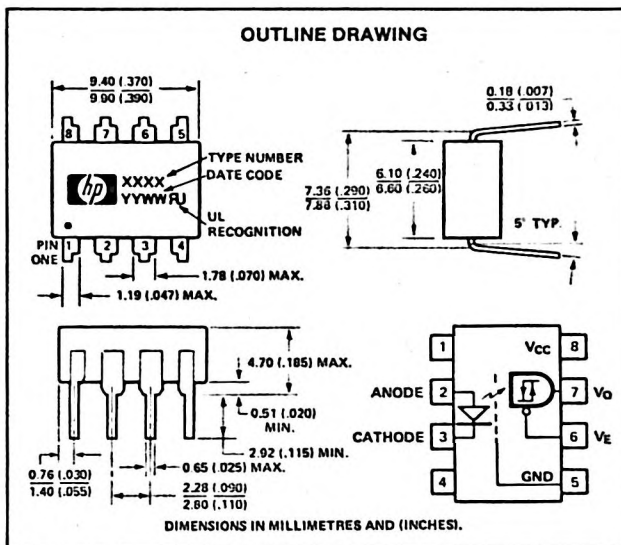 OUTLINE DRAWING
9.40 (.370)
9.90 (.390)
8 7 6 5
hp
XXXX
YYWW RU
TYPE NUMBER
DATE CODE
UL
RECOGNITION
PIN
ONE
1 2 3 4
1.78 (.070) MAX.
1.19 (.047) MAX.
0.18 (.007)
0.33 (.013)
7.36 (.290)
7.88 (.310)
6.10 (.240)
6.60 (.260)
5° TYP.
4.70 (.185) MAX.
0.51 (.020)
MIN.
2.92 (.115) MIN.
0.76 (.030)
1.40 (.055)
0.65 (.025) MAX.
2.28 (.090)
2.80 (.110)
1 VCC 8
ANODE 2 7 VO
CATHODE 3 6 VE
4 GND 5
DIMENSIONS IN MILLIMETRES AND (INCHES).